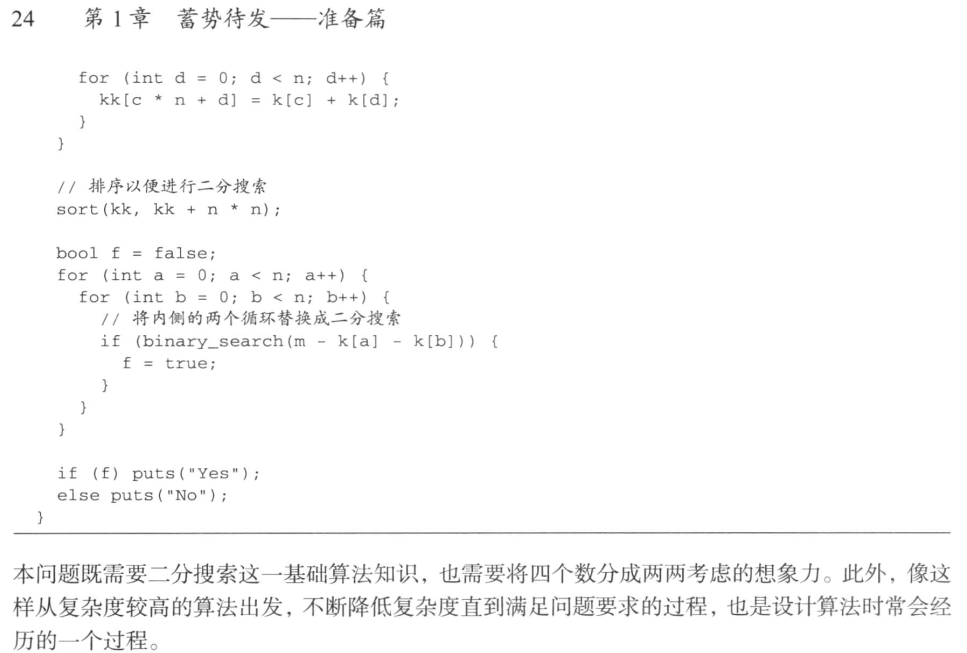 24 第 1 章 蓄势待发——准备篇
for (int d = 0; d < n; d++) {
kk[c * n + d] = k[c] + k[d];
}
}
// 排序以便进行二分搜索
sort(kk, kk + n * n);
bool f = false;
for (int a = 0; a < n; a++) {
for (int b = 0; b < n; b++) {
// 将内侧的两个循环替换成二分搜索
if (binary_search(m - k[a] - k[b])) {
f = true;
}
}
}
if (f) puts("Yes");
else puts("No");
}
本问题既需要二分搜索这一基础算法知识，也需要将四个数分成两两考虑的想象力。此外，像这
样从复杂度较高的算法出发，不断降低复杂度直到满足问题要求的过程，也是设计算法时常会经
历的一个过程。